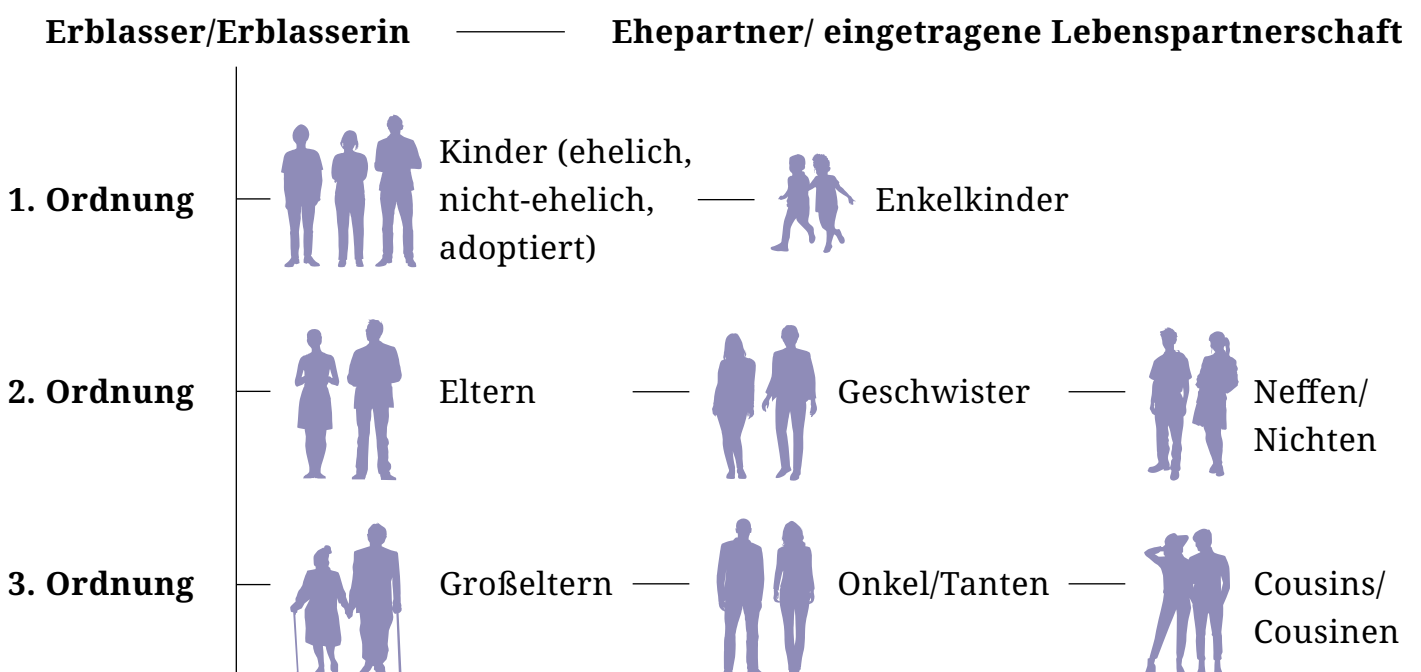 Erblasser/Erblasserin
Ehepartner/ eingetragene Lebenspartnerschaft
1. Ordnung
Kinder (ehelich,
nicht-ehelich,
adoptiert)
Enkelkinder
2. Ordnung
Eltern
Geschwister
Neffen/
Nichten
3. Ordnung
Großeltern
Onkel/Tanten
Cousins/
Cousinen